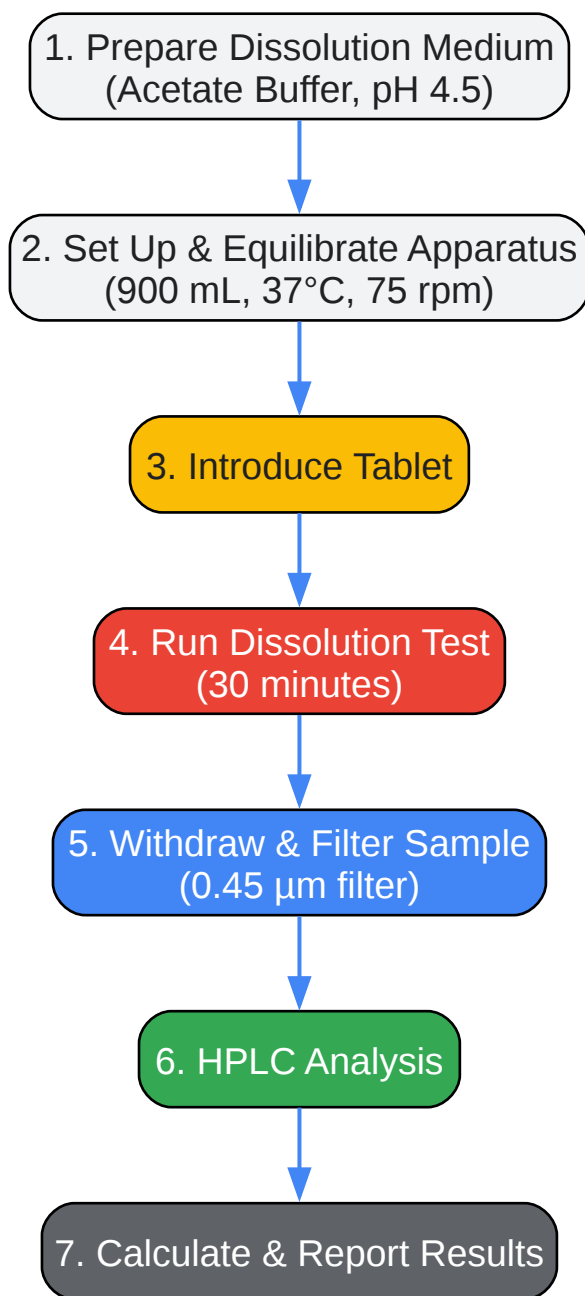 1. Prepare Dissolution Medium
(Acetate Buffer, pH 4.5)
2. Set Up & Equilibrate Apparatus
(900 mL, 37°C, 75 rpm)
3. Introduce Tablet
4. Run Dissolution Test
(30 minutes)
5. Withdraw & Filter Sample
(0.45 µm filter)
6. HPLC Analysis
7. Calculate & Report Results